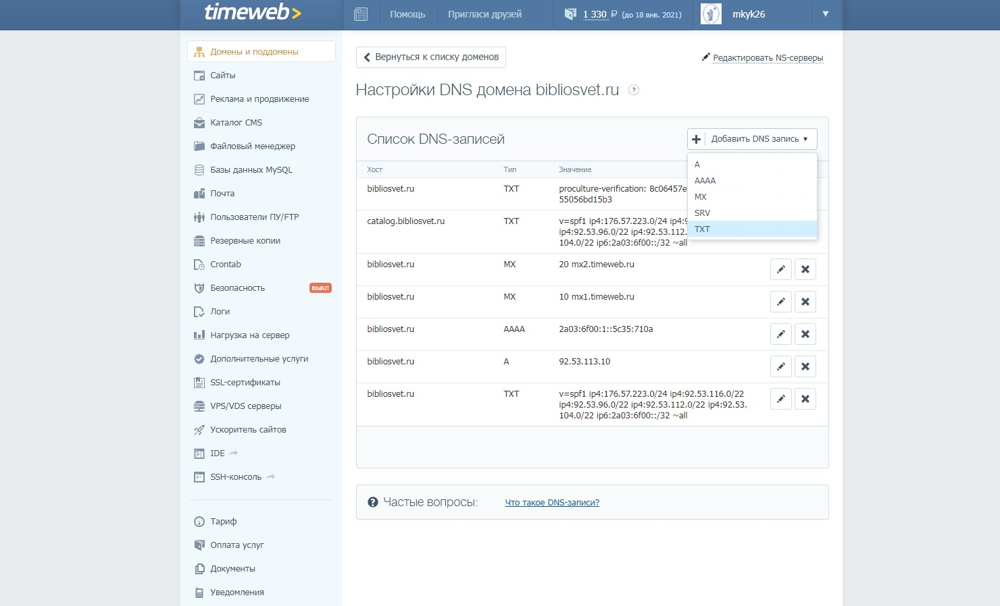 timeweb>
Помощь
Пригласи друзей
1 330 ₽ (до 18 янв. 2021)
mkyk26
Домены и поддомены
Сайты
Реклама и продвижение
Каталог CMS
Файловый менеджер
Базы данных MySQL
Почта
Пользователи ПУ/FTP
Резервные копии
Crontab
Безопасность
выкл
Логи
Нагрузка на сервер
Дополнительные услуги
SSL-сертификаты
VPS/VDS серверы
Ускоритель сайтов
IDE
SSH-консоль
Тариф
Оплата услуг
Документы
Уведомления
Вернуться к списку доменов
Редактировать NS-серверы
Настройки DNS домена bibliosvet.ru ?
Список DNS-записей
Добавить DNS запись
A
AAAA
MX
SRV
TXT
Хост Тип Значение
bibliosvet.ru TXT proculture-verification: 8c06457e
55056bd15b3
catalog.bibliosvet.ru TXT v=spf1 ip4:176.57.223.0/24 ip4:9
ip4:92.53.96.0/22 ip4:92.53.112.
104.0/22 ip6:2a03:6f00::/32 ~all
bibliosvet.ru MX 20 mx2.timeweb.ru
bibliosvet.ru MX 10 mx1.timeweb.ru
bibliosvet.ru AAAA 2a03:6f00:1::5c35:710a
bibliosvet.ru A 92.53.113.10
bibliosvet.ru TXT v=spf1 ip4:176.57.223.0/24 ip4:92.53.116.0/22
ip4:92.53.96.0/22 ip4:92.53.112.0/22 ip4:92.53.
104.0/22 ip6:2a03:6f00::/32 ~all
? Частые вопросы: Что такое DNS-записи?